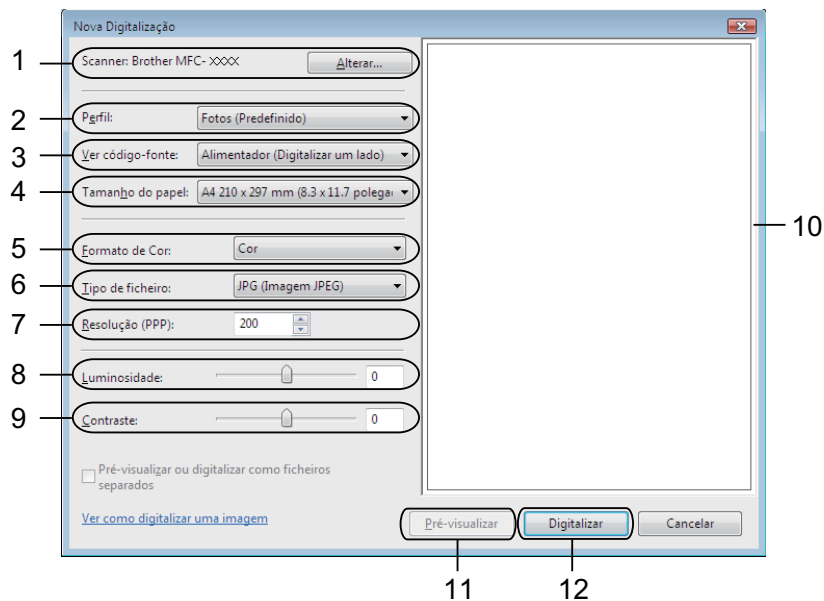 Nova Digitalização
1 Scanner: Brother MFC- XXXX Alterar...
2 Perfil: Fotos (Predefinido)
3 Ver código-fonte: Alimentador (Digitalizar um lado)
4 Tamanho do papel: A4 210 x 297 mm (8.3 x 11.7 polega
10
5 Formato de Cor: Cor
6 Tipo de ficheiro: JPG (Imagem JPEG)
7 Resolução (PPP): 200
8 Luminosidade: 0
9 Contraste: 0
Pré-visualizar ou digitalizar como ficheiros
separados
Ver como digitalizar uma imagem
Pré-visualizar Digitalizar Cancelar
11 12